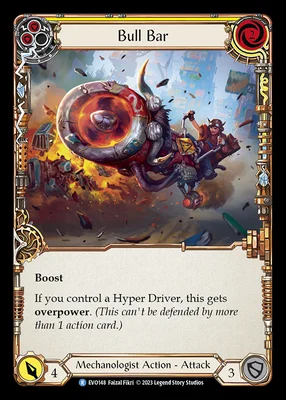 Bull Bar
Boost
If you control a Hyper Driver, this gets
overpower. (This can't be defended by more
than 1 action card.)
4
Mechanologist Action - Attack
3
R EVO148 Faizal Fikri © 2023 Legend Story Studios